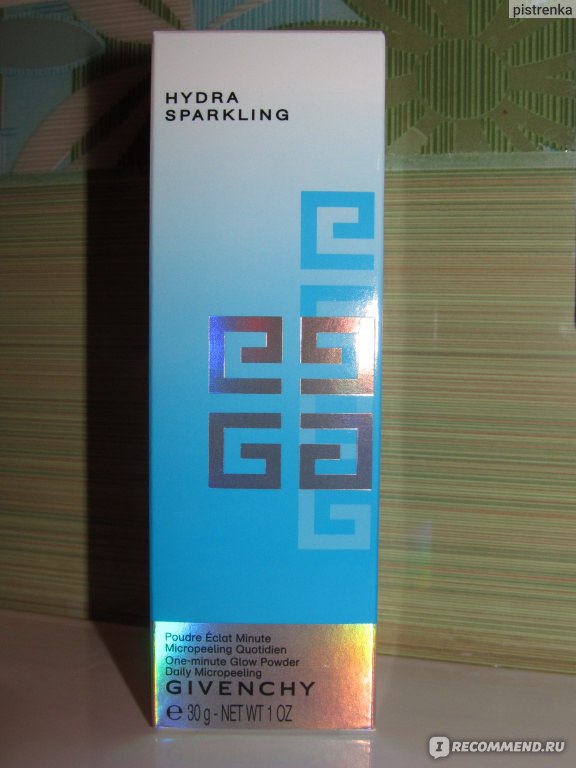 pistrenka
HYDRA
SPARKLING
Poudre Éclat Minute
Micropeeling Quotidien
One-minute Glow Powder
Daily Micropeeling
GIVENCHY
℮ 30 g - NET WT 1 OZ
IRECOMMEND.RU